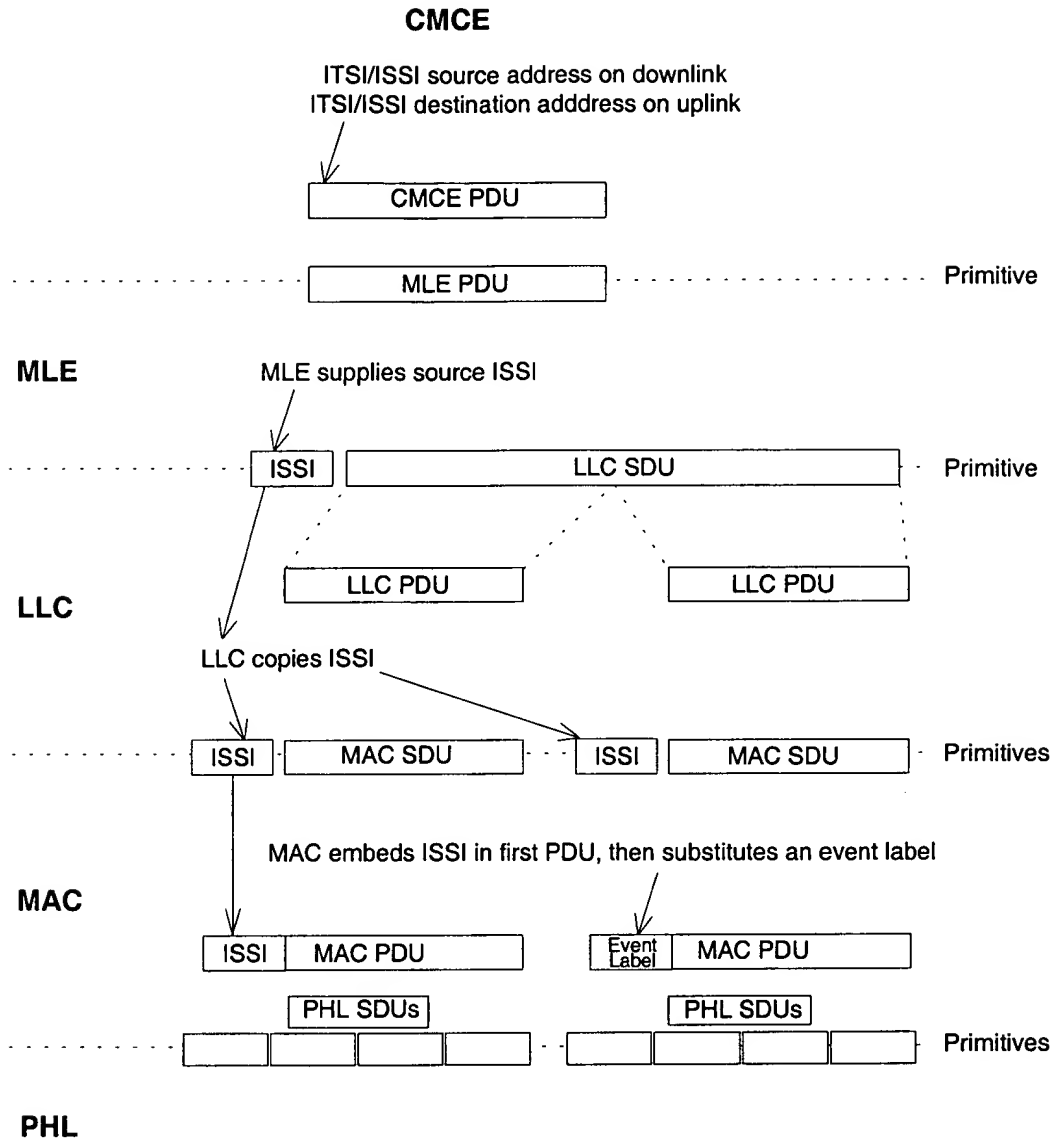 CMCE
ITSI/ISSI source address on downlink
ITSI/ISSI destination adddress on uplink
CMCE PDU
MLE PDU
Primitive
MLE
MLE supplies source ISSI
ISSI
LLC SDU
Primitive
LLC PDU
LLC PDU
LLC
LLC copies ISSI
ISSI
MAC SDU
ISSI
MAC SDU
Primitives
MAC embeds ISSI in first PDU, then substitutes an event label
MAC
ISSI
MAC PDU
Event
Label
MAC PDU
PHL SDUs
PHL SDUs
Primitives
PHL